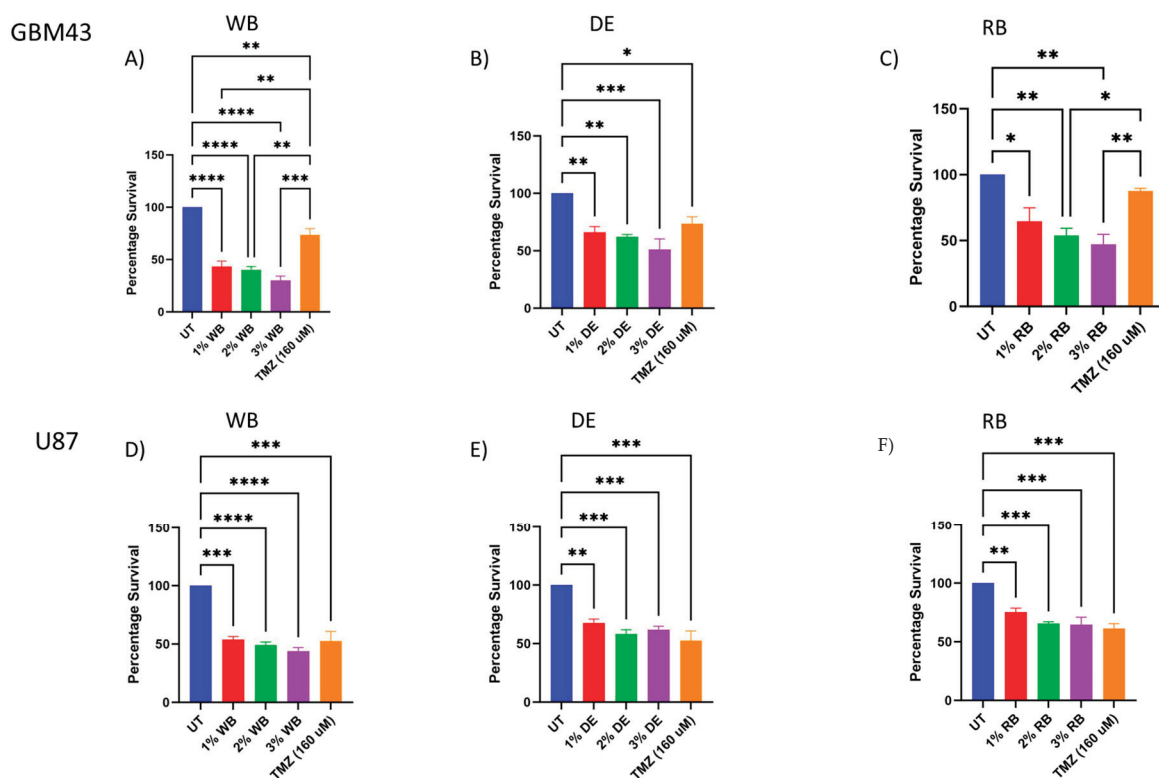 GBM43
WB
A)
**
**
****
****
**
****
***
Percentage Survival
150
100
50
0
UT
1% WB
2% WB
3% WB
TMZ (160 uM)
DE
B)
*
***
**
**
Percentage Survival
150
100
50
0
UT
1% DE
2% DE
3% DE
TMZ (160 uM)
RB
C)
**
**
*
*
**
Percentage Survival
150
100
50
0
UT
1% RB
2% RB
3% RB
TMZ (160 uM)
U87
WB
D)
***
****
****
***
Percentage Survival
150
100
50
0
UT
1% WB
2% WB
3% WB
TMZ (160 uM)
DE
E)
***
***
***
**
Percentage Survival
150
100
50
0
UT
1% DE
2% DE
3% DE
TMZ (160 uM)
RB
F)
***
***
***
**
Percentage Survival
150
100
50
0
UT
1% RB
2% RB
3% RB
TMZ (160 uM)